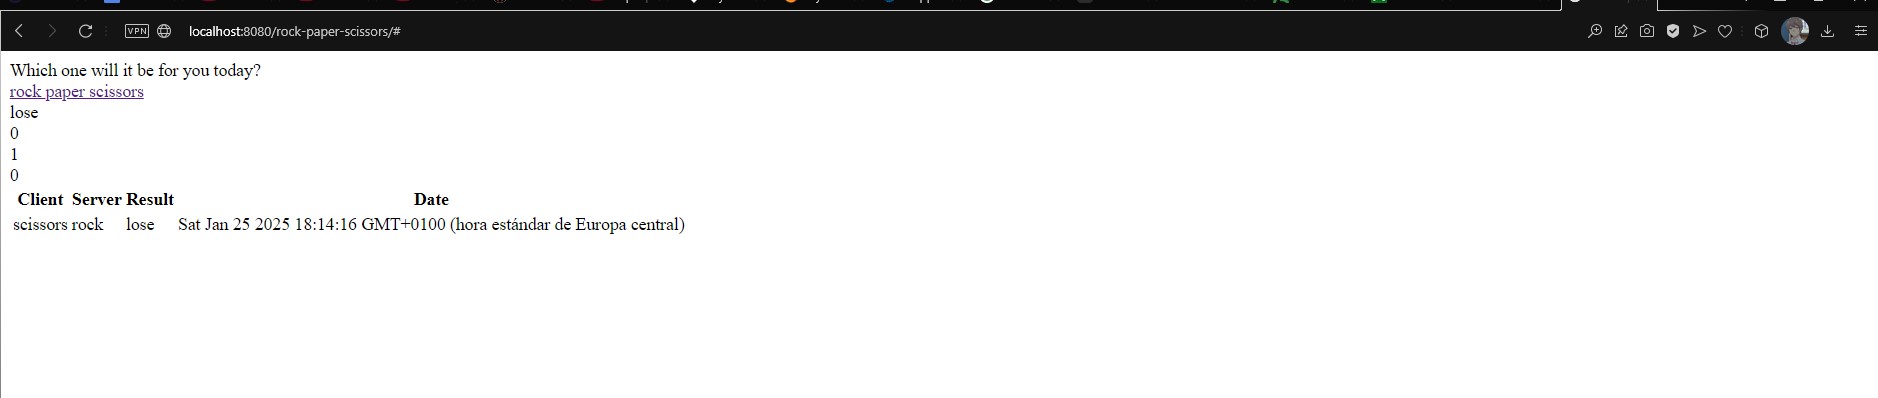 VPN localhost:8080/rock-paper-scissors/#
Which one will it be for you today?
rock paper scissors
lose
0
1
0
Client Server Result Date
scissors rock lose Sat Jan 25 2025 18:14:16 GMT+0100 (hora estándar de Europa central)